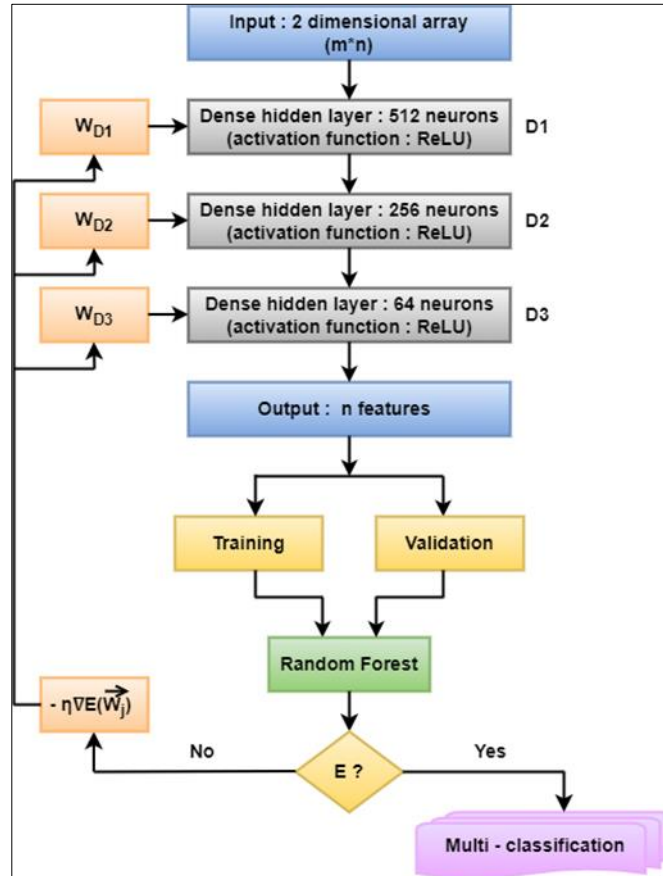 Input : 2 dimensional array
(m*n)
W_D1
Dense hidden layer : 512 neurons
(activation function : ReLU)
D1
W_D2
Dense hidden layer : 256 neurons
(activation function : ReLU)
D2
W_D3
Dense hidden layer : 64 neurons
(activation function : ReLU)
D3
Output : n features
Training
Validation
Random Forest
- η∇E(W⃗_j)
No
E ?
Yes
Multi - classification